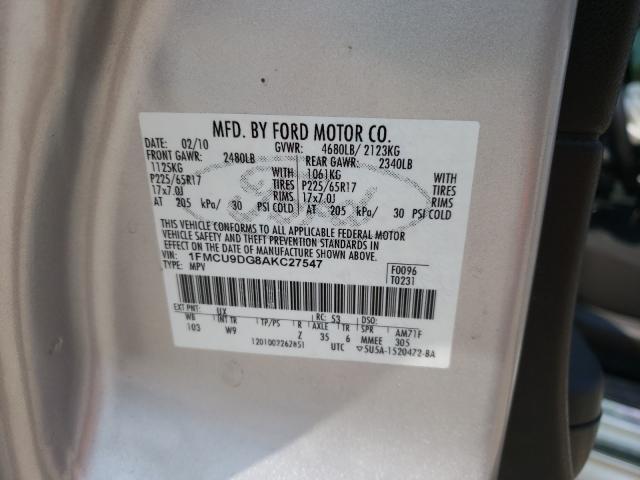 MFD. BY FORD MOTOR CO.
DATE: 02/10 GVWR: 4680LB/ 2123KG
FRONT GAWR: 2480LB REAR GAWR: 2340LB
1125KG WITH 1061KG WITH
P225/65R17 TIRES P225/65R17 TIRES
17x7.0J RIMS 17x7.0J RIMS
AT 205 kPa/ 30 PSI COLD AT 205 kPa/ 30 PSI COLD
THIS VEHICLE CONFORMS TO ALL APPLICABLE FEDERAL MOTOR
VEHICLE SAFETY AND THEFT PREVENTION STANDARDS IN
EFFECT ON THE DATE OF MANUFACTURE SHOWN ABOVE.
VIN: 1FMCU9DG8AKC27547 F0096
TYPE: MPV T0231
EXT PNT: UX RC: 53 DSO:
WB INT TR TP/PS R AXLE TR SPR AM71F
103 W9 Z 35 6 MMEE 305
1201007262851 UTC 5U5A-1520472-BA
Ford